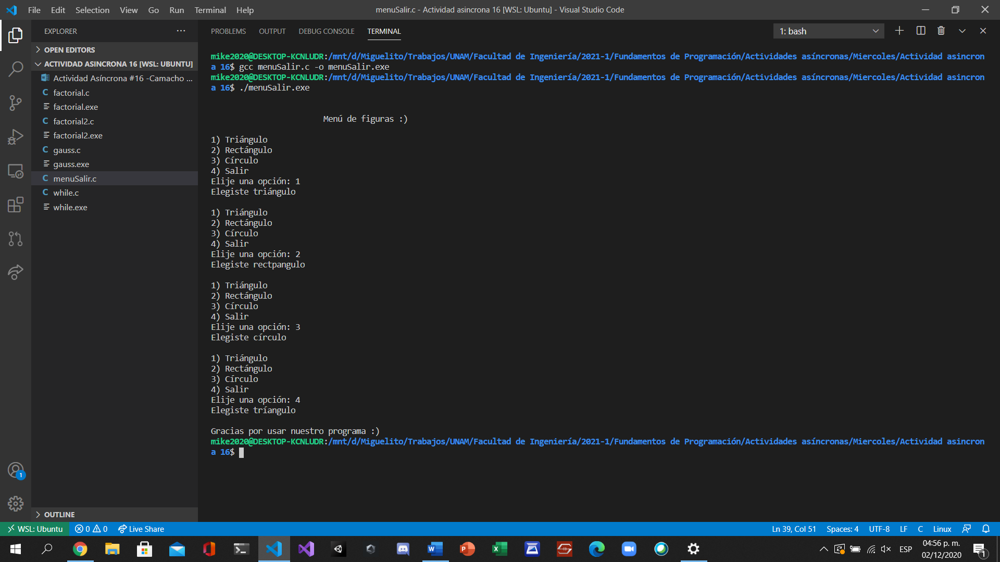 File Edit Selection View Go Run Terminal Help
menuSalir.c - Actividad asincrona 16 [WSL: Ubuntu] - Visual Studio Code
EXPLORER
OPEN EDITORS
ACTIVIDAD ASINCRONA 16 [WSL: UBUNTU]
Actividad Asíncrona #16 -Camacho ...
factorial.c
factorial.exe
factorial2.c
factorial2.exe
gauss.c
gauss.exe
menuSalir.c
while.c
while.exe
OUTLINE
PROBLEMS OUTPUT DEBUG CONSOLE TERMINAL
1: bash
mike2020@DESKTOP-KCNLUDR:/mnt/d/Miguelito/Trabajos/UNAM/Facultad de Ingeniería/2021-1/Fundamentos de Programación/Actividades asíncronas/Miercoles/Actividad asincron
a 16$ gcc menuSalir.c -o menuSalir.exe
mike2020@DESKTOP-KCNLUDR:/mnt/d/Miguelito/Trabajos/UNAM/Facultad de Ingeniería/2021-1/Fundamentos de Programación/Actividades asíncronas/Miercoles/Actividad asincron
a 16$ ./menuSalir.exe
Menú de figuras :)
1) Triángulo
2) Rectángulo
3) Círculo
4) Salir
Elije una opción: 1
Elegiste triángulo
1) Triángulo
2) Rectángulo
3) Círculo
4) Salir
Elije una opción: 2
Elegiste rectpangulo
1) Triángulo
2) Rectángulo
3) Círculo
4) Salir
Elije una opción: 3
Elegiste círculo
1) Triángulo
2) Rectángulo
3) Círculo
4) Salir
Elije una opción: 4
Elegiste tríangulo
Gracias por usar nuestro programa :)
mike2020@DESKTOP-KCNLUDR:/mnt/d/Miguelito/Trabajos/UNAM/Facultad de Ingeniería/2021-1/Fundamentos de Programación/Actividades asíncronas/Miercoles/Actividad asincron
a 16$
1
WSL: Ubuntu 0 0 Live Share
Ln 39, Col 51 Spaces: 4 UTF-8 LF C Linux
ESP
04:56 p. m.
02/12/2020
1